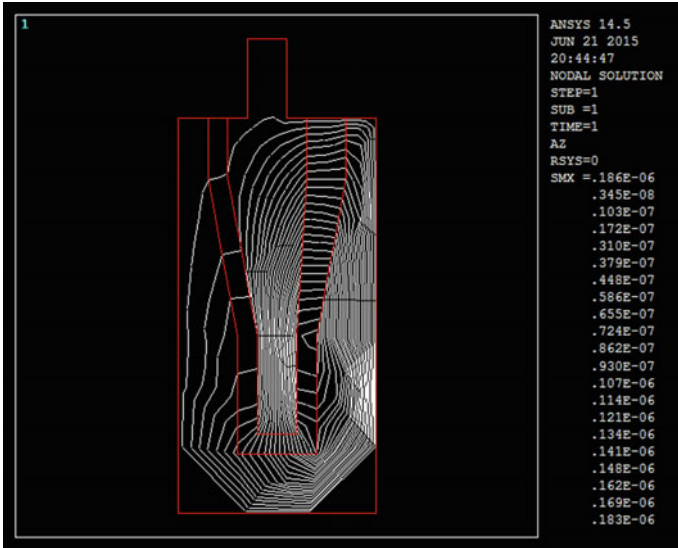 1
ANSYS 14.5
JUN 21 2015
20:44:47
NODAL SOLUTION
STEP=1
SUB =1
TIME=1
AZ
RSYS=0
SMX =.186E-06
.345E-08
.103E-07
.172E-07
.310E-07
.379E-07
.448E-07
.586E-07
.655E-07
.724E-07
.862E-07
.930E-07
.107E-06
.114E-06
.121E-06
.134E-06
.141E-06
.148E-06
.162E-06
.169E-06
.183E-06